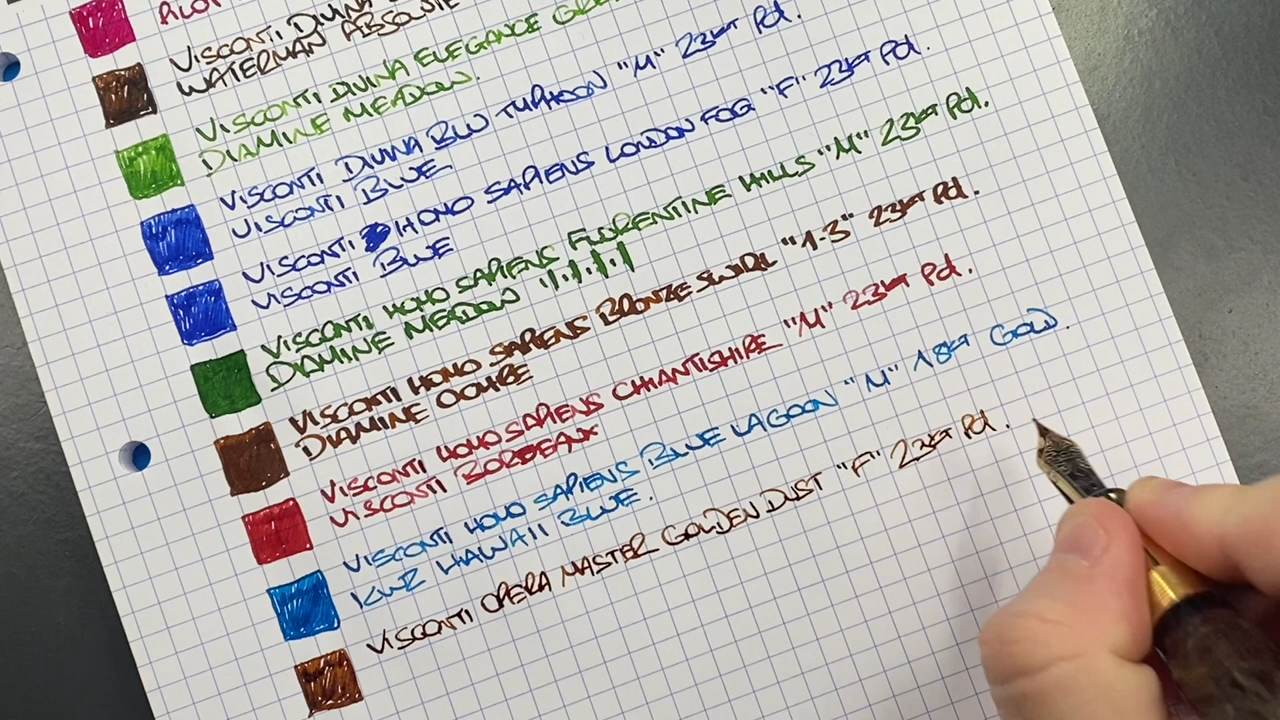 VISCONTI DIVINA
WATERMAN ABSOLUTE
VISCONTI DIVINA ELEGANCE
DIAMINE MEADOW.
VISCONTI DIVINA BLU TYPHOON "M" 23kt Pd.
VISCONTI BLUE.
VISCONTI HOMO SAPIENS LONDON FOG "F" 23kt Pd.
VISCONTI BLUE
VISCONTI HOMO SAPIENS FLORENTINE HILLS "M" 23kt Pd.
DIAMINE MEADOW !,!,!,!,!
VISCONTI HOMO SAPIENS BRONZE SWIRL "1.3" 23kt Pd.
DIAMINE OCHRE
VISCONTI HOMO SAPIENS CHIANTISHIRE "M" 23kt Pd.
VISCONTI BORDEAUX
VISCONTI HOMO SAPIENS BLUE LAGOON "M" 18kt GOLD.
KWZ HAWAII BLUE.
VISCONTI OPERA MASTER GOLDEN DUST "F" 23kt Pd.